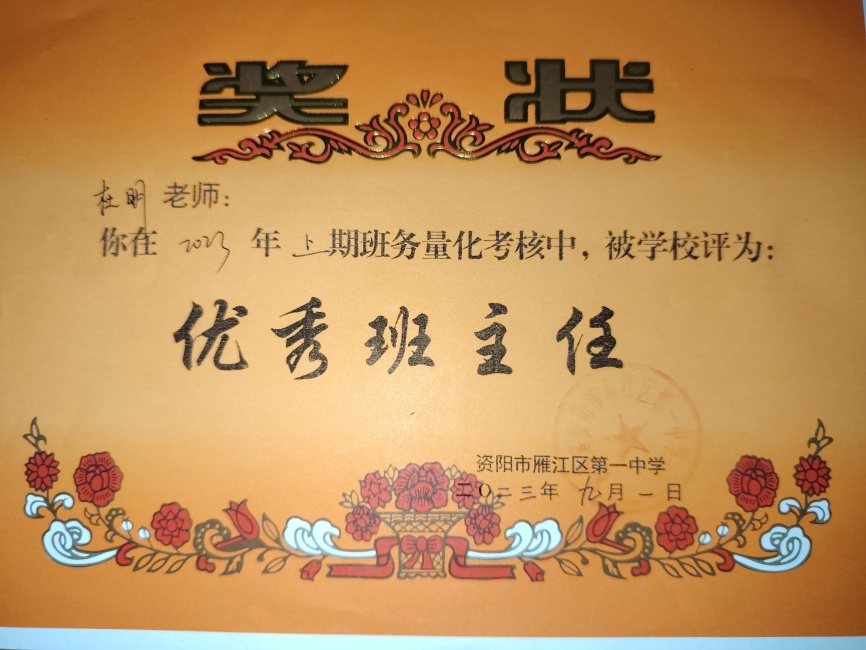 奖状
杜明 老师:
你在 2023 年 上 期班务量化考核中，被学校评为:
优秀班主任
资阳市雁江区第一中学
二〇二三年 九 月 一 日